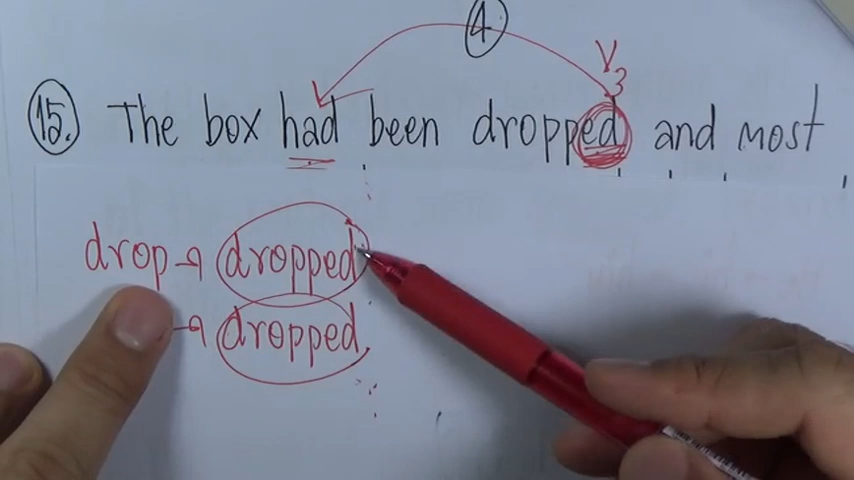 4
V3
15. The box had been dropped and most
drop → dropped
→ dropped.